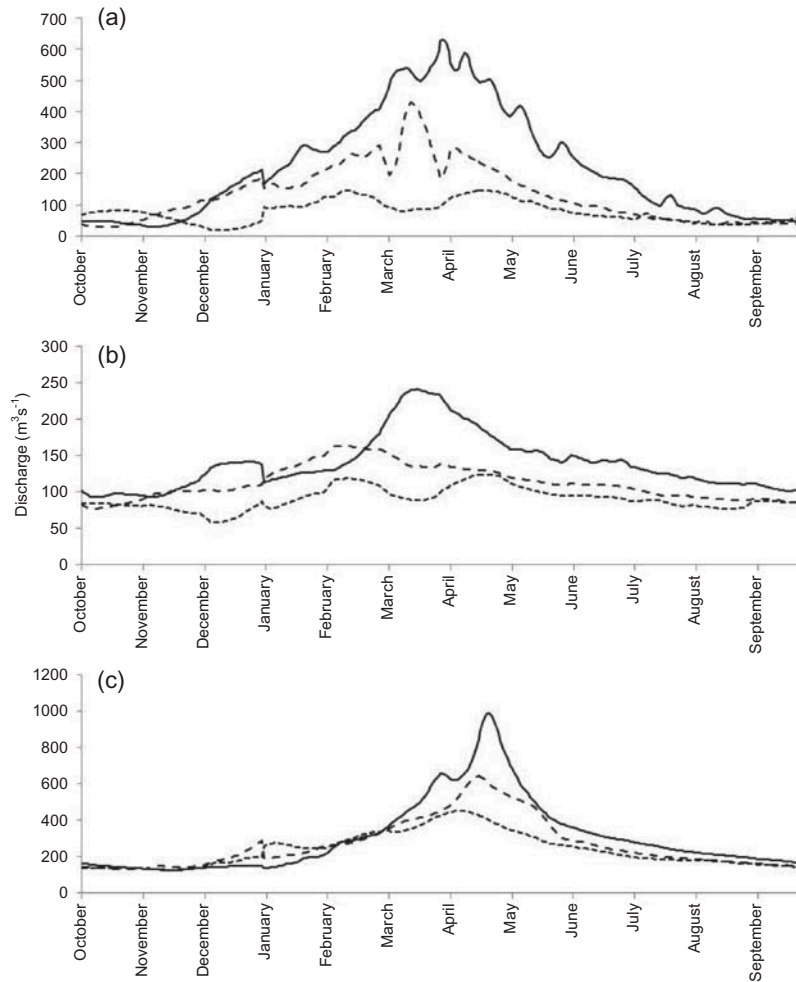 (a)
700
600
500
400
300
200
100
0
October
November
December
January
February
March
April
May
June
July
August
September
(b)
Discharge (m³s⁻¹)
300
250
200
150
100
50
0
October
November
December
January
February
March
April
May
June
July
August
September
(c)
1200
1000
800
600
400
200
0
October
November
December
January
February
March
April
May
June
July
August
September